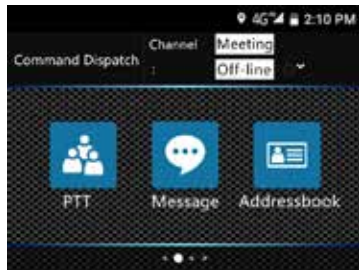 4G 2:10 PM
Channel Meeting
Command Dispatch
: Off-line
PTT Message Addressbook